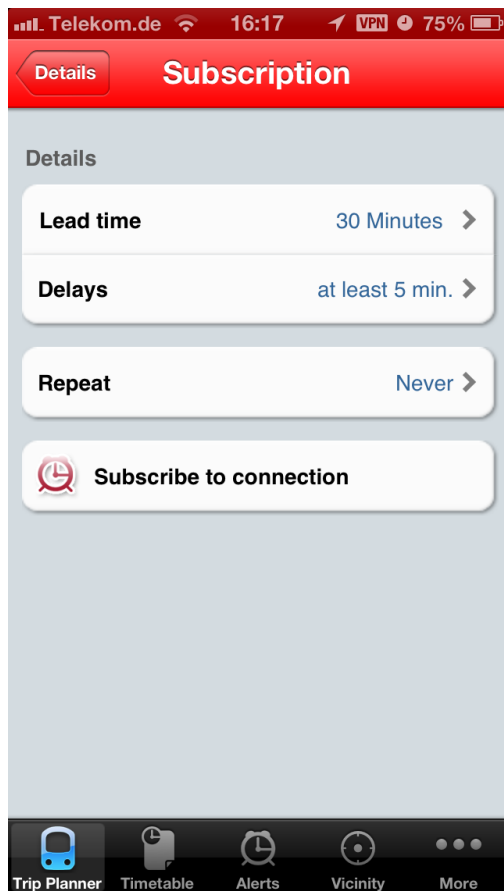 Telekom.de 16:17 VPN 75%
Details Subscription
Details
Lead time 30 Minutes
Delays at least 5 min.
Repeat Never
Subscribe to connection
Trip Planner Timetable Alerts Vicinity More